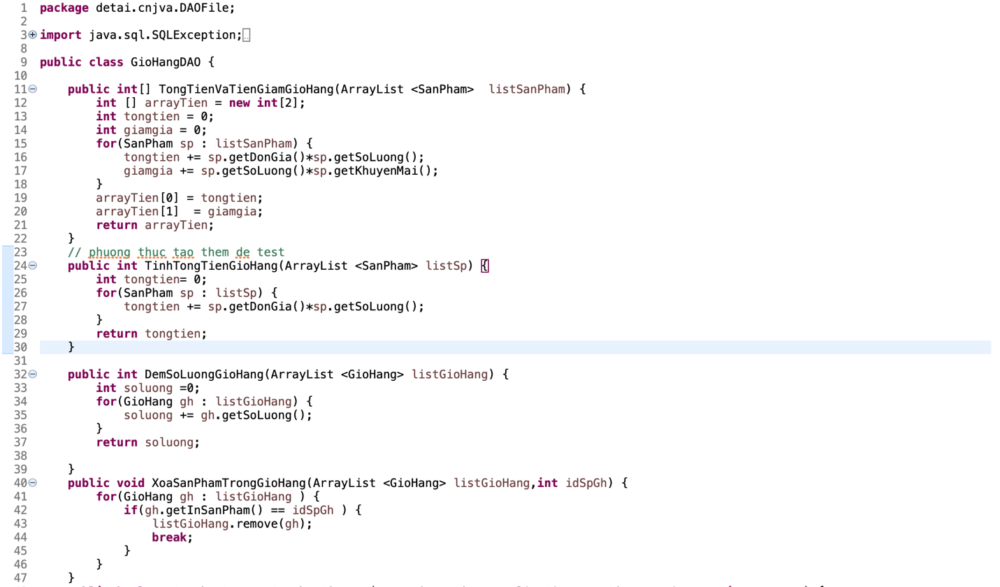 1 package detai.cnjva.DAOFile;
2
3 import java.sql.SQLException;
8
9 public class GioHangDAO {
10
11     public int[] TongTienVaTienGiamGioHang(ArrayList <SanPham>  listSanPham) {
12         int [] arrayTien = new int[2];
13         int tongtien = 0;
14         int giamgia = 0;
15         for(SanPham sp : listSanPham) {
16             tongtien += sp.getDonGia()*sp.getSoLuong();
17             giamgia += sp.getSoLuong()*sp.getKhuyenMai();
18         }
19         arrayTien[0] = tongtien;
20         arrayTien[1]  = giamgia;
21         return arrayTien;
22     }
23     // phuong thuc tao them de test
24     public int TinhTongTienGioHang(ArrayList <SanPham> listSp) {
25         int tongtien= 0;
26         for(SanPham sp : listSp) {
27             tongtien += sp.getDonGia()*sp.getSoLuong();
28         }
29         return tongtien;
30     }
31
32     public int DemSoLuongGioHang(ArrayList <GioHang> listGioHang) {
33         int soluong =0;
34         for(GioHang gh : listGioHang) {
35             soluong += gh.getSoLuong();
36         }
37         return soluong;
38
39     }
40     public void XoaSanPhamTrongGioHang(ArrayList <GioHang> listGioHang,int idSpGh) {
41         for(GioHang gh : listGioHang ) {
42             if(gh.getInSanPham() == idSpGh ) {
43                 listGioHang.remove(gh);
44                 break;
45             }
46         }
47     }